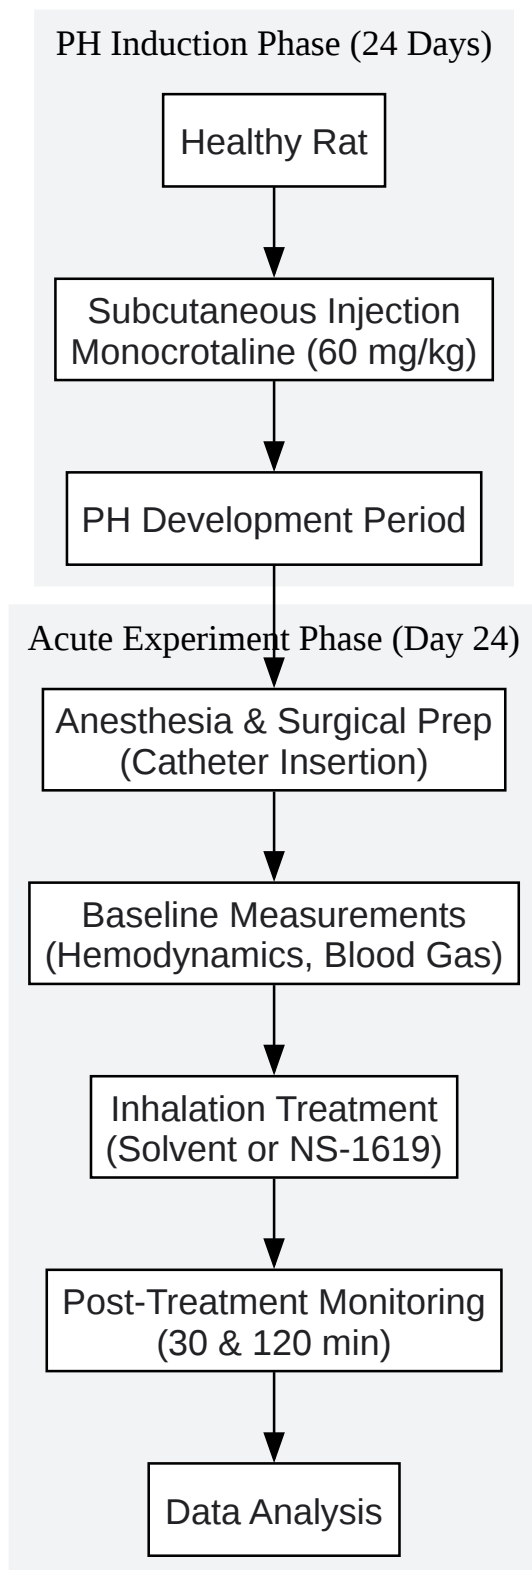 PH Induction Phase (24 Days)
Healthy Rat
Subcutaneous Injection
Monocrotaline (60 mg/kg)
PH Development Period
Acute Experiment Phase (Day 24)
Anesthesia & Surgical Prep
(Catheter Insertion)
Baseline Measurements
(Hemodynamics, Blood Gas)
Inhalation Treatment
(Solvent or NS-1619)
Post-Treatment Monitoring
(30 & 120 min)
Data Analysis